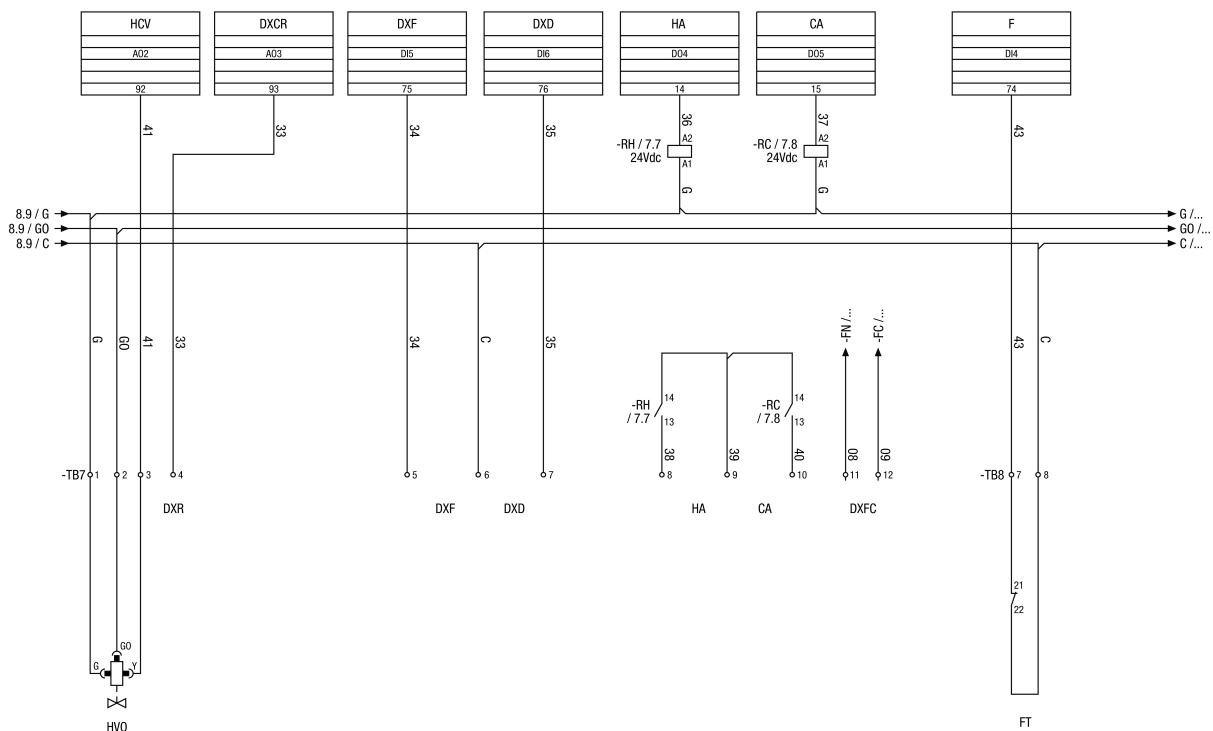 HCV DXCR DXF DXD HA CA F
AO2 AO3 DI5 DI6 DO4 DO5 DI4
92 93 75 76 14 15 74
41 33 34 35 36 37 43
-RH / 7.7 A2 -RC / 7.8 A2
24Vdc A1 24Vdc A1
G G
8.9 / G G /...
8.9 / GO GO /...
8.9 / C C /...
-FN /... -FC /...
G GO 41 33 34 C 35 43 C
-RH 14 -RC 14
/ 7.7 13 / 7.8 13
38 39 40 08 09
-TB7 1 2 3 4 5 6 7 8 9 10 11 12 -TB8 7 8
DXR DXF DXD HA CA DXFC
21
22
GO
G Y
HVO FT